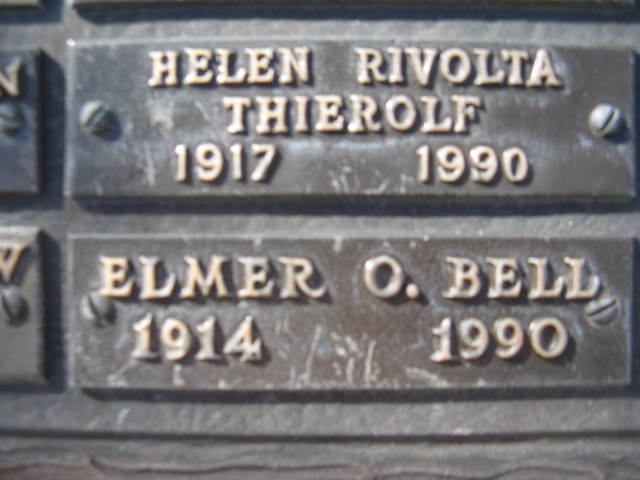 HELEN RIVOLTA
THIEROLF
1917 1990
ELMER O. BELL
1914 1990